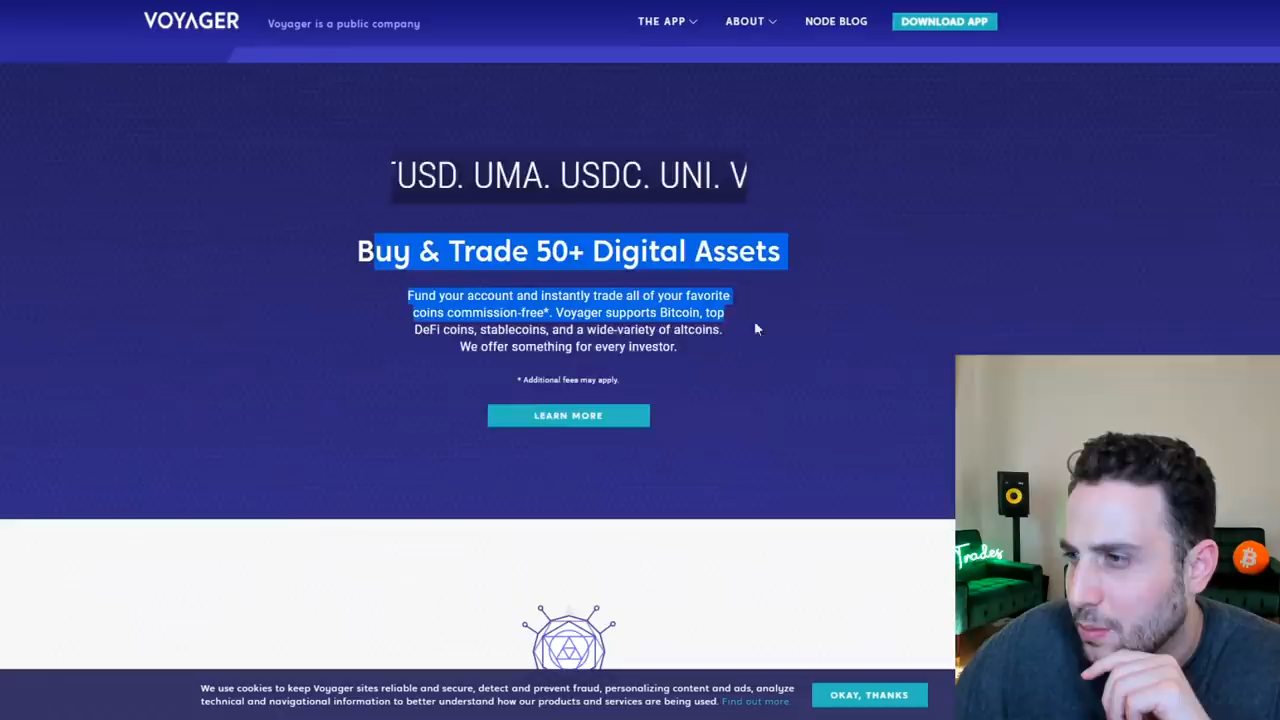 VOYAGER
Voyager is a public company
THE APP
ABOUT
NODE BLOG
DOWNLOAD APP
TUSD. UMA. USDC. UNI. V
Buy & Trade 50+ Digital Assets
Fund your account and instantly trade all of your favorite
coins commission-free*. Voyager supports Bitcoin, top
DeFi coins, stablecoins, and a wide-variety of altcoins.
We offer something for every investor.
* Additional fees may apply.
LEARN MORE
Trades
We use cookies to keep Voyager sites reliable and secure, detect and prevent fraud, personalizing content and ads, analyze
technical and navigational information to better understand how our products and services are being used. Find out more.
OKAY, THANKS